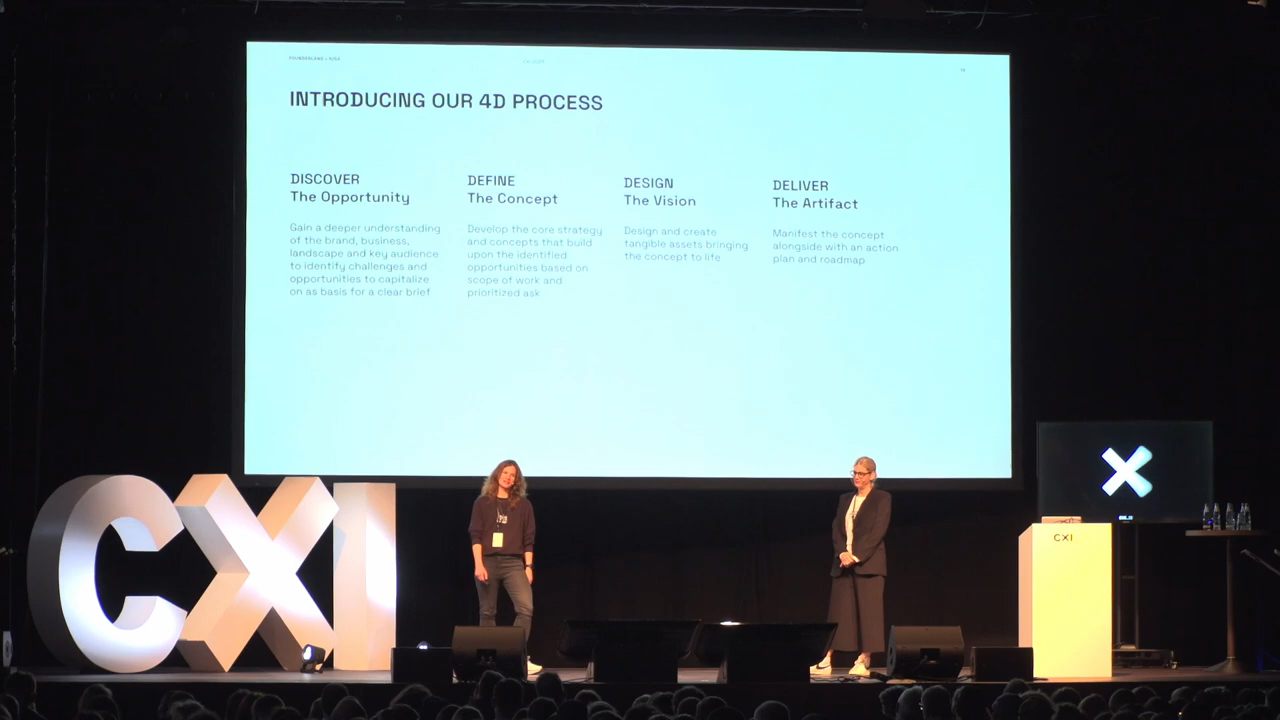 INTRODUCING OUR 4D PROCESS
DISCOVER
The Opportunity
Gain a deeper understanding
of the brand, business,
landscape and key audience
to identify challenges and
opportunities to capitalize
on as basis for a clear brief
DEFINE
The Concept
Develop the core strategy
and concepts that build
upon the identified
opportunities based on
scope of work and
prioritized ask
DESIGN
The Vision
Design and create
tangible assets bringing
the concept to life
DELIVER
The Artifact
Manifest the concept
alongside with an action
plan and roadmap
CXI
X
CXI